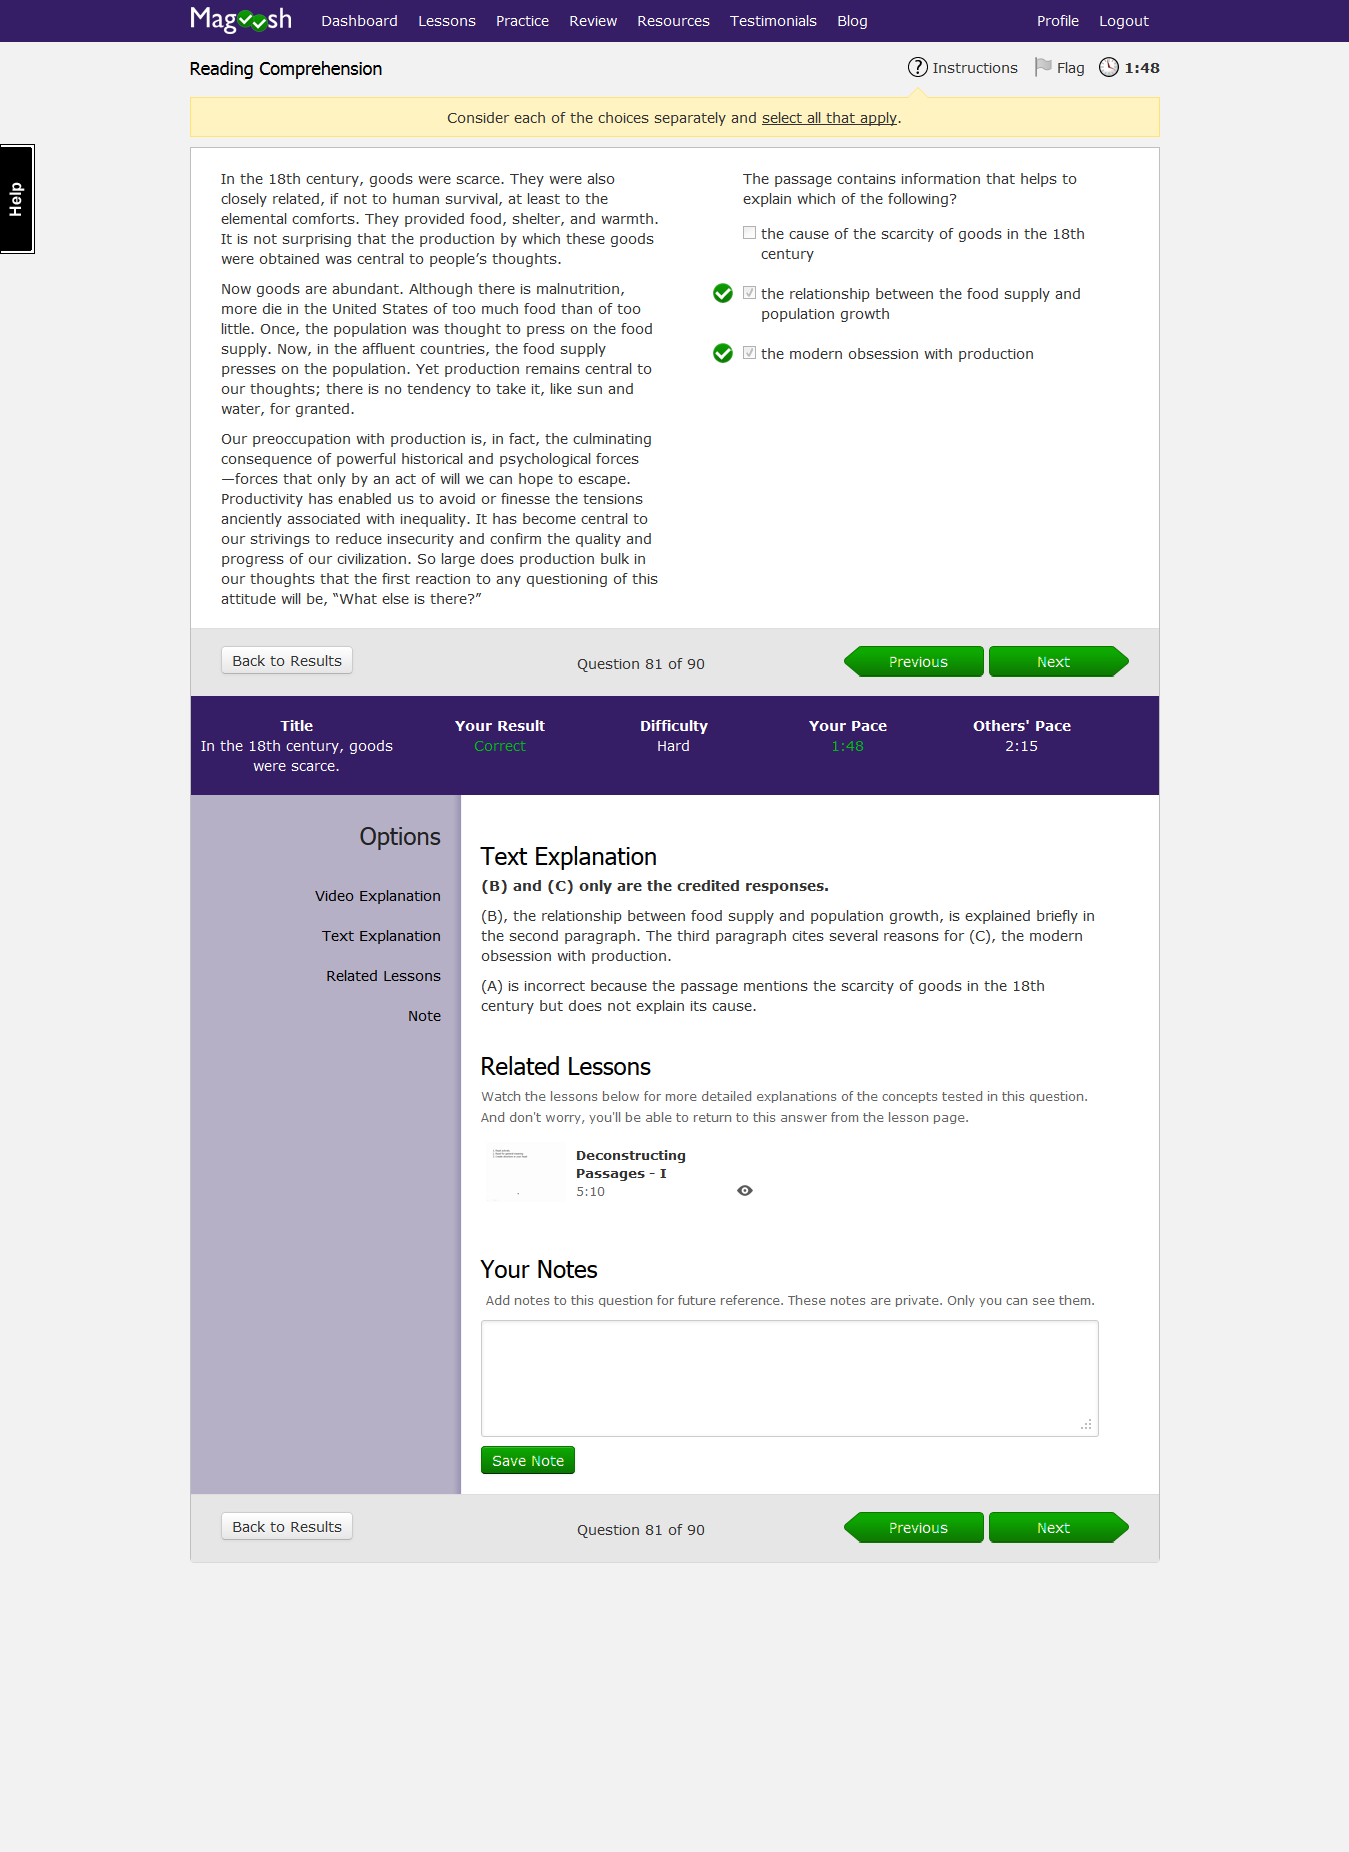 Magoosh Dashboard Lessons Practice Review Resources Testimonials Blog Profile Logout
Reading Comprehension
Instructions Flag 1:48
Consider each of the choices separately and select all that apply.
Help
In the 18th century, goods were scarce. They were also
closely related, if not to human survival, at least to the
elemental comforts. They provided food, shelter, and warmth.
It is not surprising that the production by which these goods
were obtained was central to people’s thoughts.
Now goods are abundant. Although there is malnutrition,
more die in the United States of too much food than of too
little. Once, the population was thought to press on the food
supply. Now, in the affluent countries, the food supply
presses on the population. Yet production remains central to
our thoughts; there is no tendency to take it, like sun and
water, for granted.
Our preoccupation with production is, in fact, the culminating
consequence of powerful historical and psychological forces
—forces that only by an act of will we can hope to escape.
Productivity has enabled us to avoid or finesse the tensions
anciently associated with inequality. It has become central to
our strivings to reduce insecurity and confirm the quality and
progress of our civilization. So large does production bulk in
our thoughts that the first reaction to any questioning of this
attitude will be, “What else is there?”
The passage contains information that helps to
explain which of the following?
the cause of the scarcity of goods in the 18th
century
the relationship between the food supply and
population growth
the modern obsession with production
Back to Results Question 81 of 90 Previous Next
Title Your Result Difficulty Your Pace Others' Pace
In the 18th century, goods Correct Hard 1:48 2:15
were scarce.
Options
Video Explanation
Text Explanation
Related Lessons
Note
Text Explanation
(B) and (C) only are the credited responses.
(B), the relationship between food supply and population growth, is explained briefly in
the second paragraph. The third paragraph cites several reasons for (C), the modern
obsession with production.
(A) is incorrect because the passage mentions the scarcity of goods in the 18th
century but does not explain its cause.
Related Lessons
Watch the lessons below for more detailed explanations of the concepts tested in this question.
And don't worry, you'll be able to return to this answer from the lesson page.
Deconstructing
Passages - I
5:10
Your Notes
Add notes to this question for future reference. These notes are private. Only you can see them.
Save Note
Back to Results Question 81 of 90 Previous Next